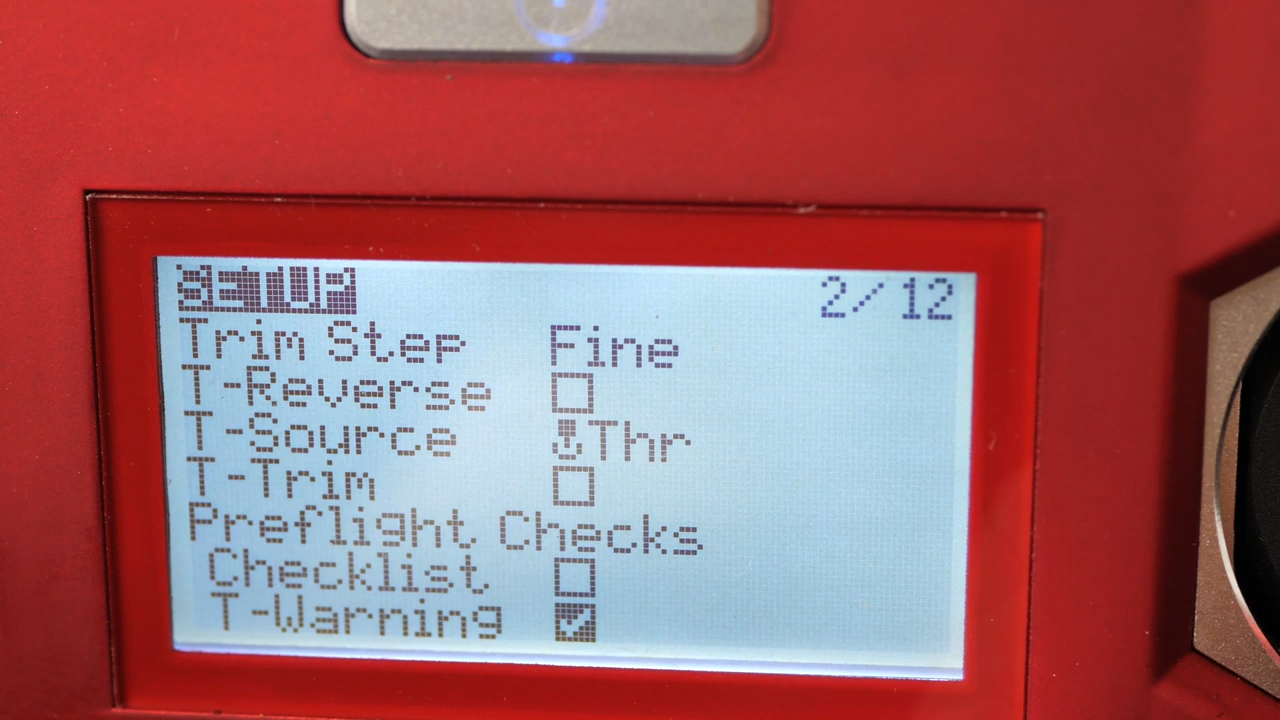 SETUP 2/12
Trim Step Fine
T-Reverse
T-Source Thr
T-Trim
Preflight Checks
Checklist
T-Warning